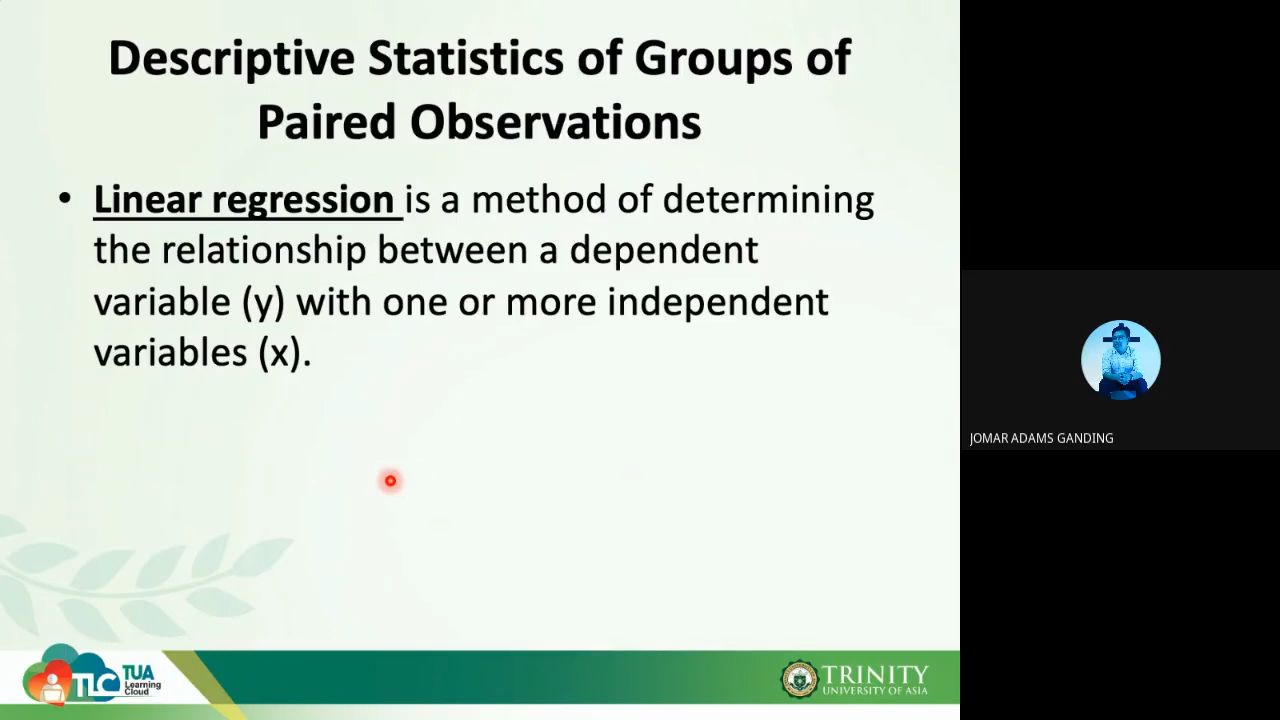 Descriptive Statistics of Groups of
Paired Observations
• Linear regression is a method of determining
the relationship between a dependent
variable (y) with one or more independent
variables (x).
JOMAR ADAMS GANDING
TLC
TUA
Learning
Cloud
TRINITY
UNIVERSITY OF ASIA